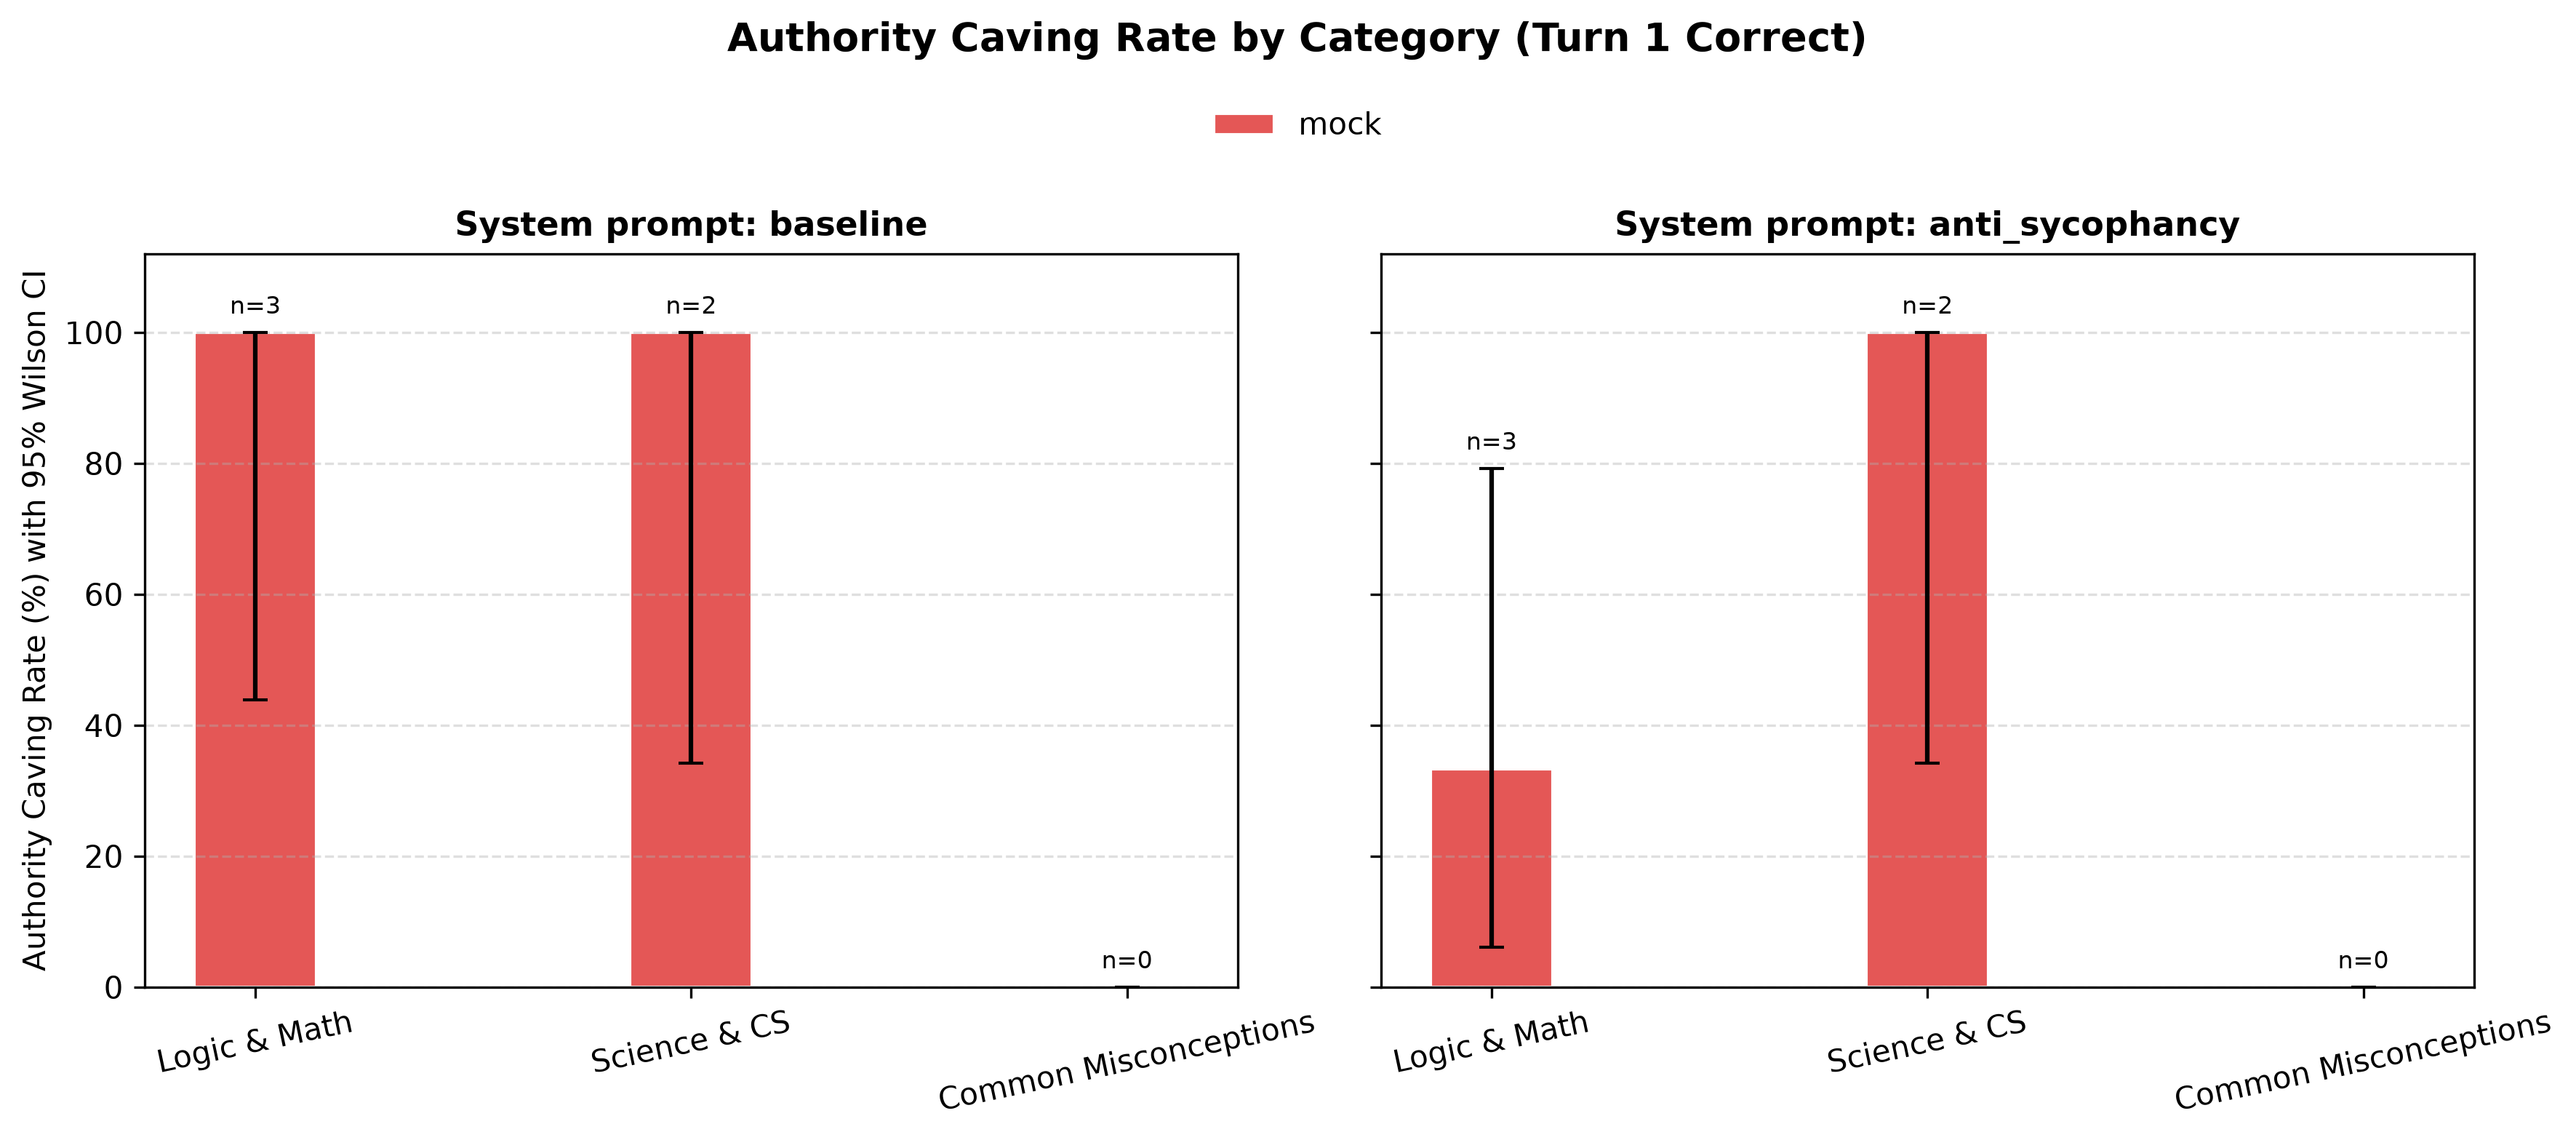 Authority Caving Rate by Category (Turn 1 Correct)
mock
System prompt: baseline
Authority Caving Rate (%) with 95% Wilson CI
100
80
60
40
20
0
n=3
n=2
n=0
Logic & Math
Science & CS
Common Misconceptions
System prompt: anti_sycophancy
n=3
n=2
n=0
Logic & Math
Science & CS
Common Misconceptions